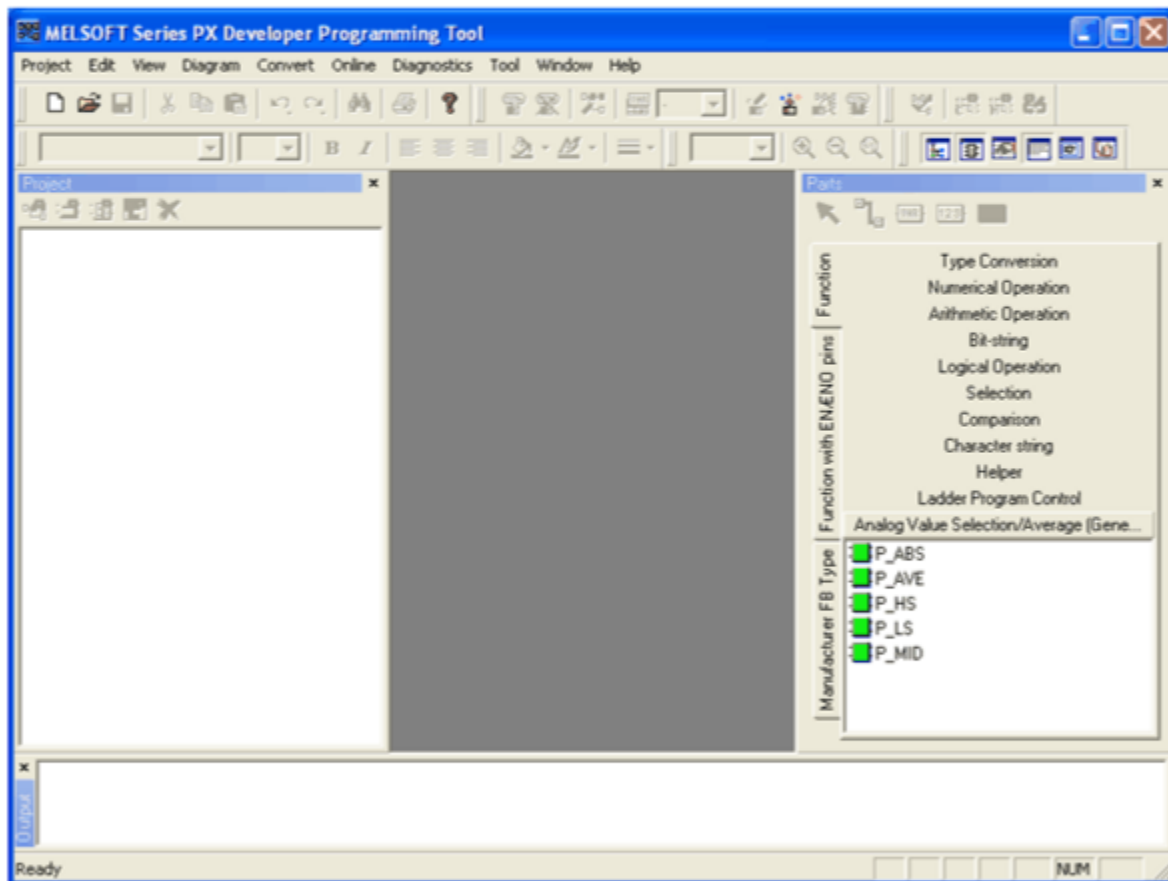 MELSOFT Series PX Developer Programming Tool
Project Edit View Diagram Convert Online Diagnostics Tool Window Help
B I
Project
Parts
Function
Function with EN/ENO pins
Manufacturer FB Type
Type Conversion
Numerical Operation
Arithmetic Operation
Bit-string
Logical Operation
Selection
Comparison
Character string
Helper
Ladder Program Control
Analog Value Selection/Average (Gene...
P_ABS
P_AVE
P_HS
P_LS
P_MID
Output
Ready
NUM